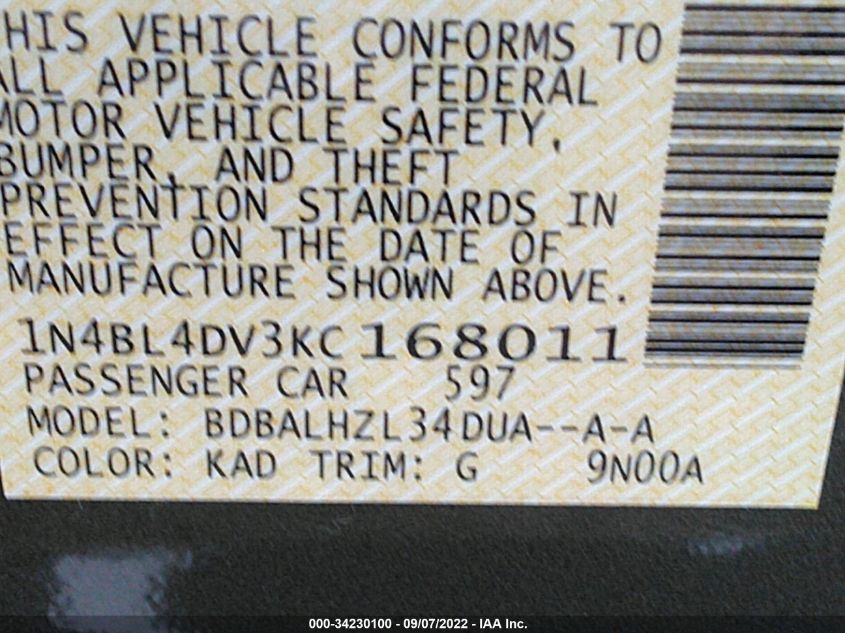 HIS VEHICLE CONFORMS TO
ALL APPLICABLE FEDERAL
MOTOR VEHICLE SAFETY,
BUMPER, AND THEFT
PREVENTION STANDARDS IN
EFFECT ON THE DATE OF
MANUFACTURE SHOWN ABOVE.
1N4BL4DV3KC168011
PASSENGER CAR 597
MODEL: BDBALHZL34DUA--A-A
COLOR: KAD TRIM: G 9N00A
000-34230100 - 09/07/2022 - IAA Inc.